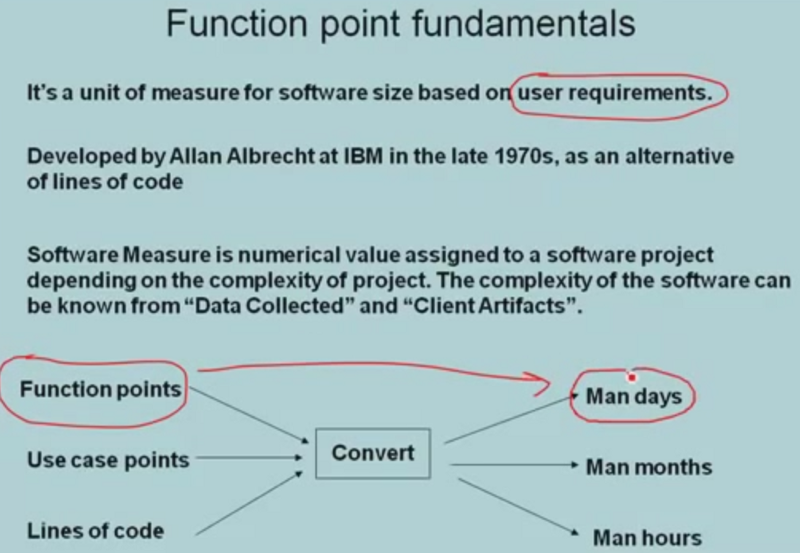 Function point fundamentals
It's a unit of measure for software size based on user requirements.
Developed by Allan Albrecht at IBM in the late 1970s, as an alternative
of lines of code
Software Measure is numerical value assigned to a software project
depending on the complexity of project. The complexity of the software can
be known from “Data Collected” and “Client Artifacts”.
Function points
Man days
Convert
Use case points
Man months
Lines of code
Man hours